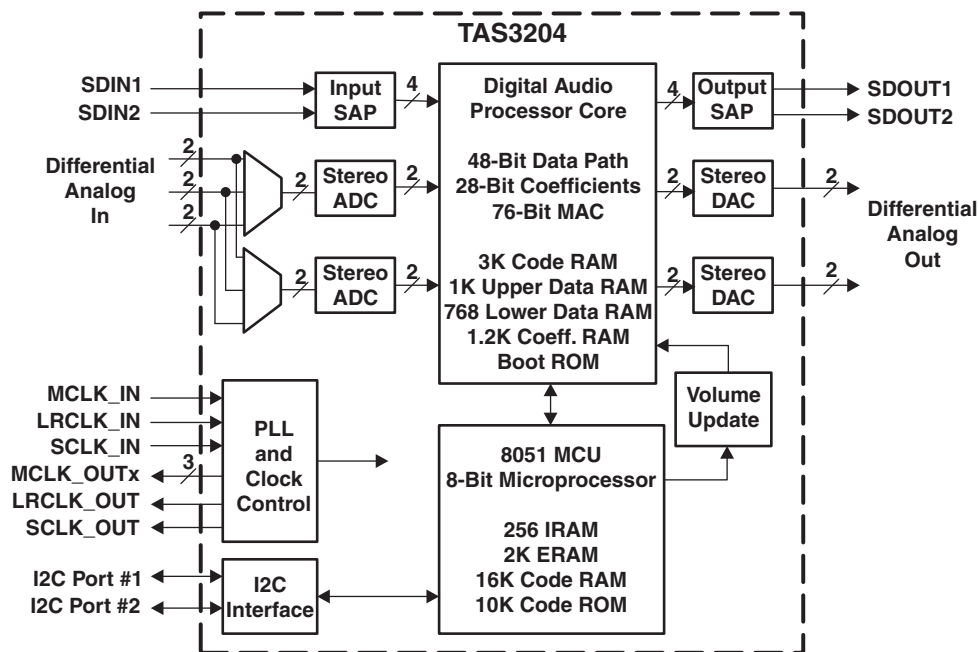 TAS3204
SDIN1
SDIN2
Input
SAP
4
Digital Audio
Processor Core
48-Bit Data Path
28-Bit Coefficients
76-Bit MAC
3K Code RAM
1K Upper Data RAM
768 Lower Data RAM
1.2K Coeff. RAM
Boot ROM
4
Output
SAP
SDOUT1
SDOUT2
Differential
Analog
In
2
2
2
2
Stereo
ADC
2
2
Stereo
DAC
2
2
Stereo
ADC
2
2
Stereo
DAC
2
Differential
Analog
Out
MCLK_IN
LRCLK_IN
SCLK_IN
MCLK_OUTx
3
LRCLK_OUT
SCLK_OUT
PLL
and
Clock
Control
Volume
Update
8051 MCU
8-Bit Microprocessor
256 IRAM
2K ERAM
16K Code RAM
10K Code ROM
I2C Port #1
I2C Port #2
I2C
Interface